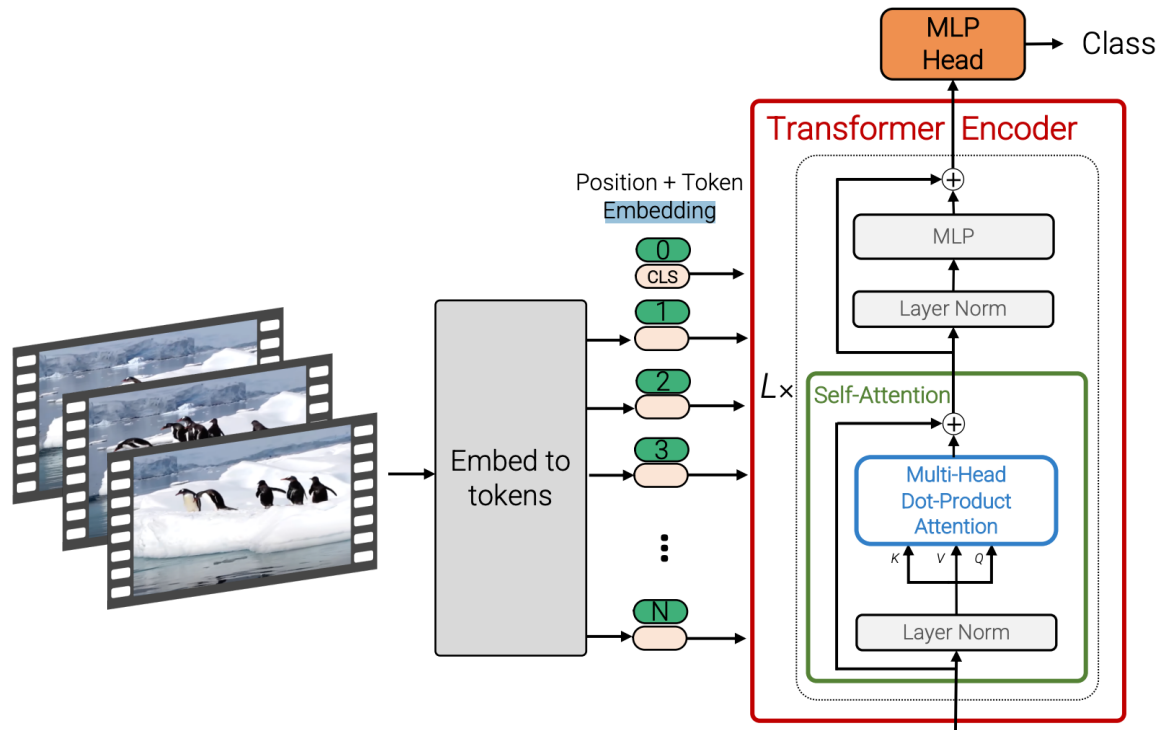 MLP
Head
Class
Transformer Encoder
Position + Token
Embedding
0
CLS
1
2
3
N
Embed to
tokens
L×
MLP
Layer Norm
Self-Attention
Multi-Head
Dot-Product
Attention
K V Q
Layer Norm